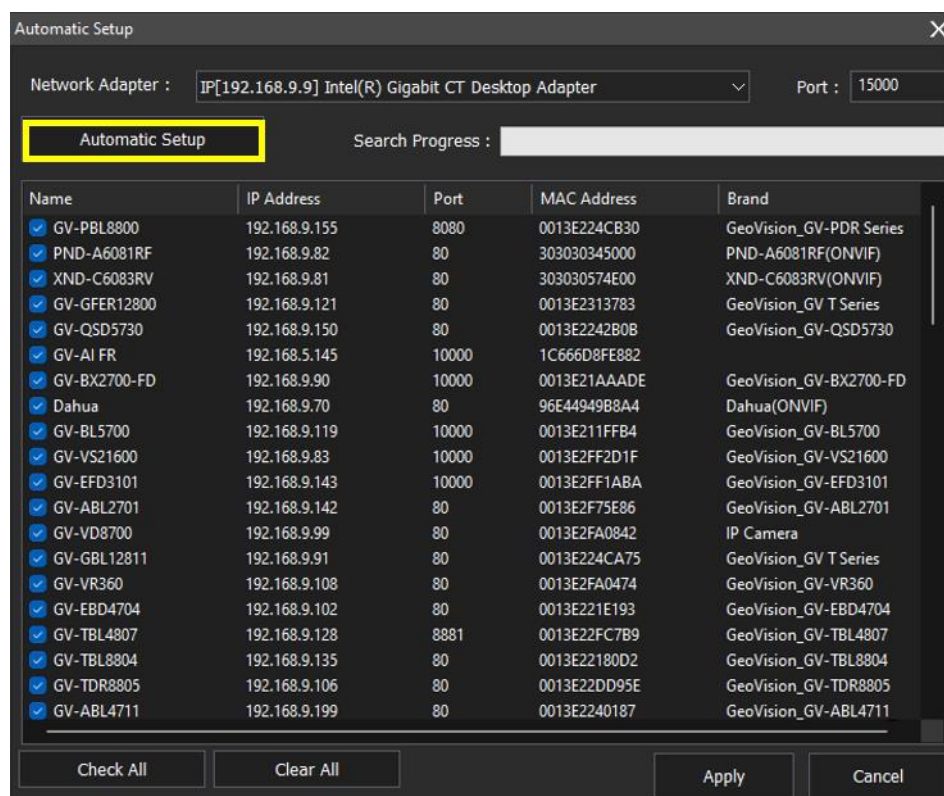 Automatic Setup
Network Adapter : IP[192.168.9.9] Intel(R) Gigabit CT Desktop Adapter Port : 15000
Automatic Setup Search Progress :
Name IP Address Port MAC Address Brand
GV-PBL8800 192.168.9.155 8080 0013E224CB30 GeoVision_GV-PDR Series
PND-A6081RF 192.168.9.82 80 303030345000 PND-A6081RF(ONVIF)
XND-C6083RV 192.168.9.81 80 303030574E00 XND-C6083RV(ONVIF)
GV-GFER12800 192.168.9.121 80 0013E2313783 GeoVision_GV T Series
GV-QSD5730 192.168.9.150 80 0013E2242B0B GeoVision_GV-QSD5730
GV-AI FR 192.168.5.145 10000 1C666D8FE882
GV-BX2700-FD 192.168.9.90 10000 0013E21AAADE GeoVision_GV-BX2700-FD
Dahua 192.168.9.70 80 96E44949B8A4 Dahua(ONVIF)
GV-BL5700 192.168.9.119 10000 0013E211FFB4 GeoVision_GV-BL5700
GV-VS21600 192.168.9.83 10000 0013E2FF2D1F GeoVision_GV-VS21600
GV-EFD3101 192.168.9.143 10000 0013E2FF1ABA GeoVision_GV-EFD3101
GV-ABL2701 192.168.9.142 80 0013E2F75E86 GeoVision_GV-ABL2701
GV-VD8700 192.168.9.99 80 0013E2FA0842 IP Camera
GV-GBL12811 192.168.9.91 80 0013E224CA75 GeoVision_GV T Series
GV-VR360 192.168.9.108 80 0013E2FA0474 GeoVision_GV-VR360
GV-EBD4704 192.168.9.102 80 0013E221E193 GeoVision_GV-EBD4704
GV-TBL4807 192.168.9.128 8881 0013E22FC7B9 GeoVision_GV-TBL4807
GV-TBL8804 192.168.9.135 80 0013E22180D2 GeoVision_GV-TBL8804
GV-TDR8805 192.168.9.106 80 0013E22DD95E GeoVision_GV-TDR8805
GV-ABL4711 192.168.9.199 80 0013E2240187 GeoVision_GV-ABL4711
Check All Clear All Apply Cancel